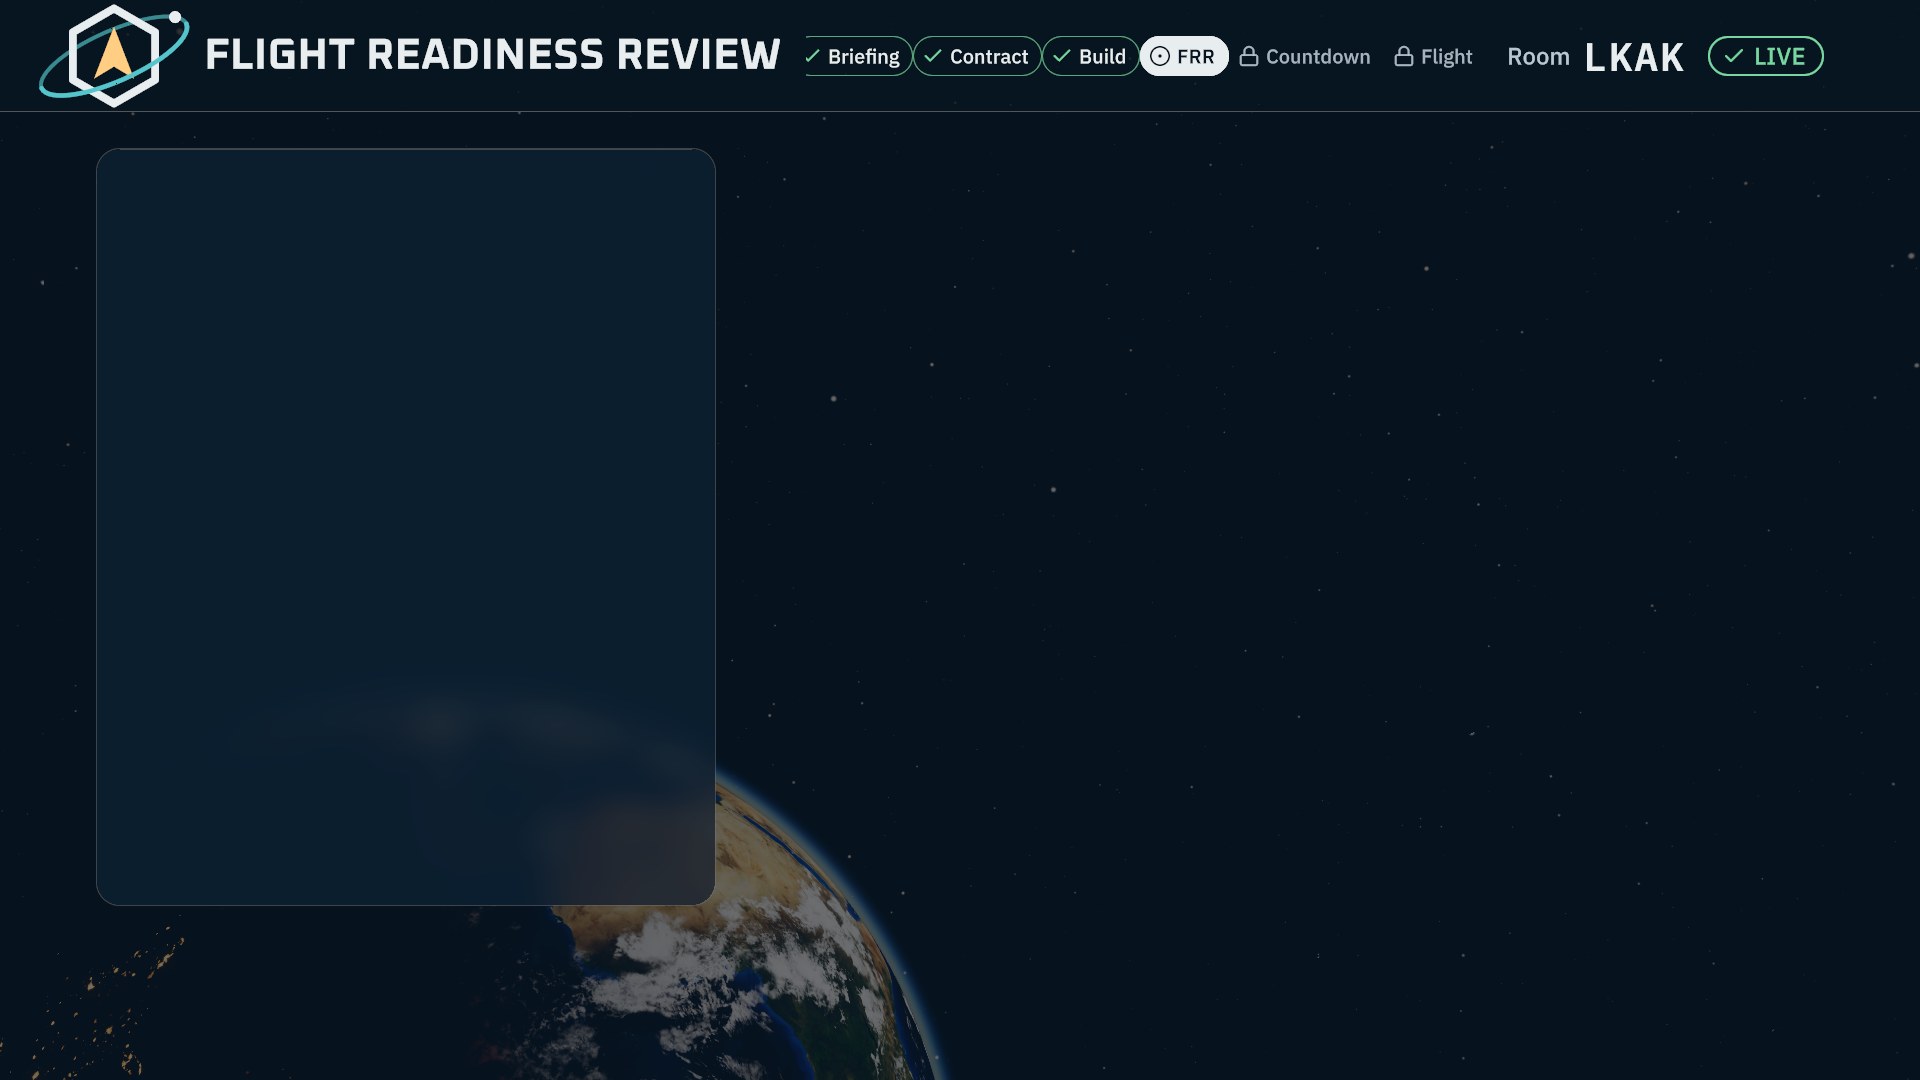 FLIGHT READINESS REVIEW
Briefing
Contract
Build
FRR
Countdown
Flight
Room LKAK
LIVE